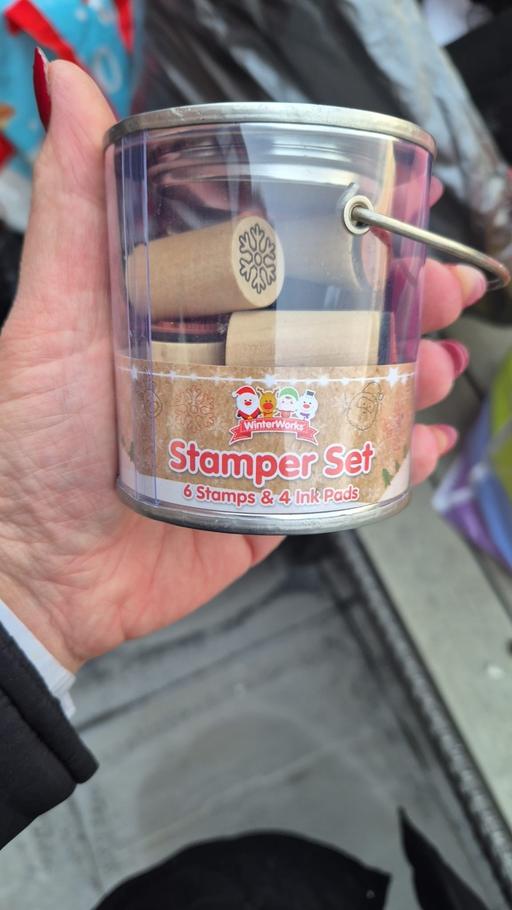 WinterWorks
Stamper Set
6 Stamps & 4 Ink Pads